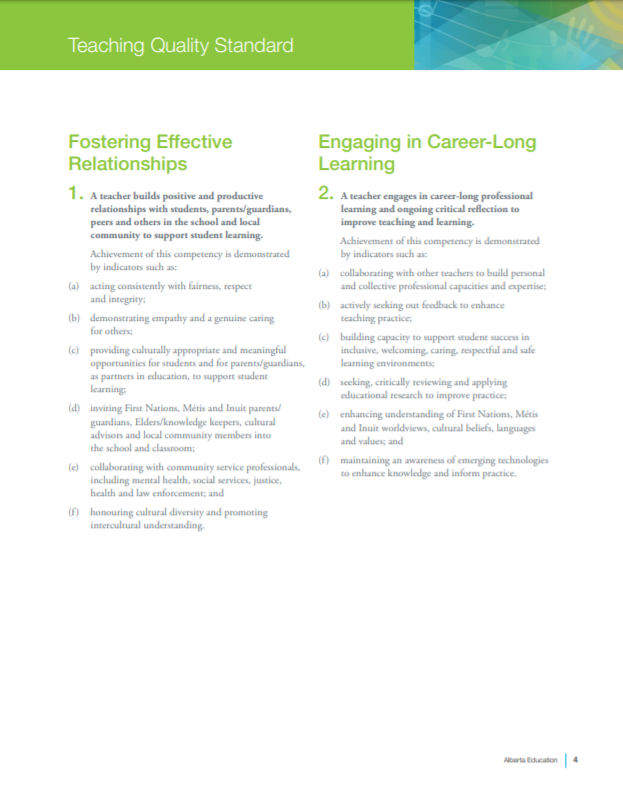 Teaching Quality Standard
Fostering Effective
Relationships
1. A teacher builds positive and productive
relationships with students, parents/guardians,
peers and others in the school and local
community to support student learning.
Achievement of this competency is demonstrated
by indicators such as:
(a) acting consistently with fairness, respect
and integrity;
(b) demonstrating empathy and a genuine caring
for others;
(c) providing culturally appropriate and meaningful
opportunities for students and for parents/guardians,
as partners in education, to support student
learning;
(d) inviting First Nations, Métis and Inuit parents/
guardians, Elders/knowledge keepers, cultural
advisors and local community members into
the school and classroom;
(e) collaborating with community service professionals,
including mental health, social services, justice,
health and law enforcement; and
(f) honouring cultural diversity and promoting
intercultural understanding.
Engaging in Career-Long
Learning
2. A teacher engages in career-long professional
learning and ongoing critical reflection to
improve teaching and learning.
Achievement of this competency is demonstrated
by indicators such as:
(a) collaborating with other teachers to build personal
and collective professional capacities and expertise;
(b) actively seeking out feedback to enhance
teaching practice;
(c) building capacity to support student success in
inclusive, welcoming, caring, respectful and safe
learning environments;
(d) seeking, critically reviewing and applying
educational research to improve practice;
(e) enhancing understanding of First Nations, Métis
and Inuit worldviews, cultural beliefs, languages
and values; and
(f) maintaining an awareness of emerging technologies
to enhance knowledge and inform practice.
Alberta Education 4